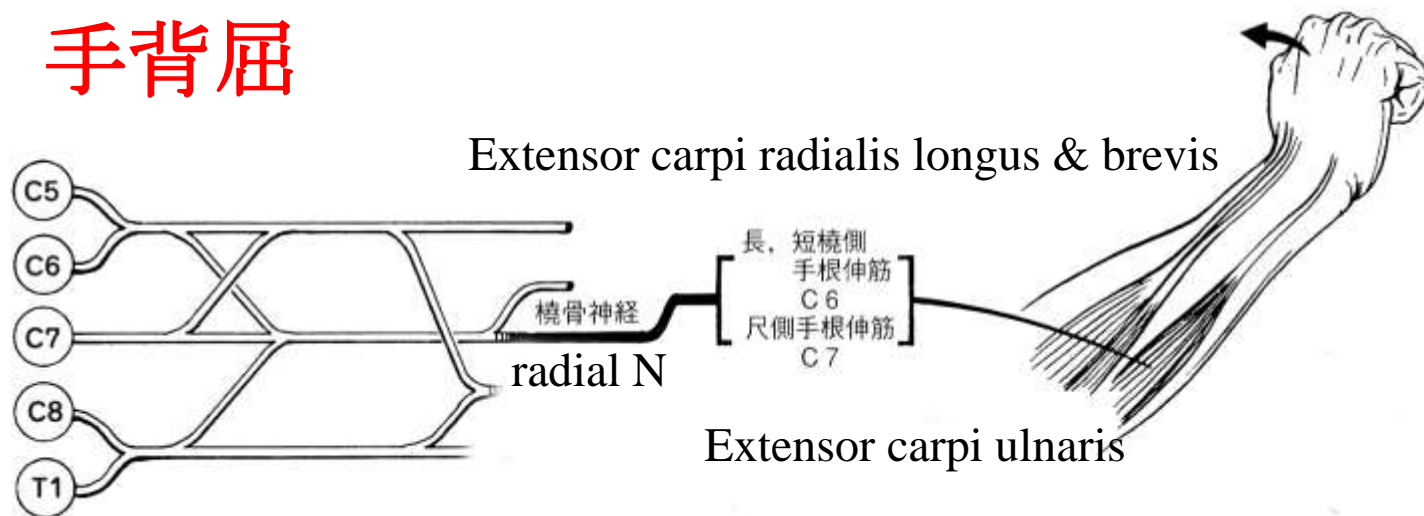 手背屈
Extensor carpi radialis longus & brevis
C5
C6
C7
C8
T1
橈骨神経
radial N
長，短橈側
手根伸筋
C6
尺側手根伸筋
C7
Extensor carpi ulnaris